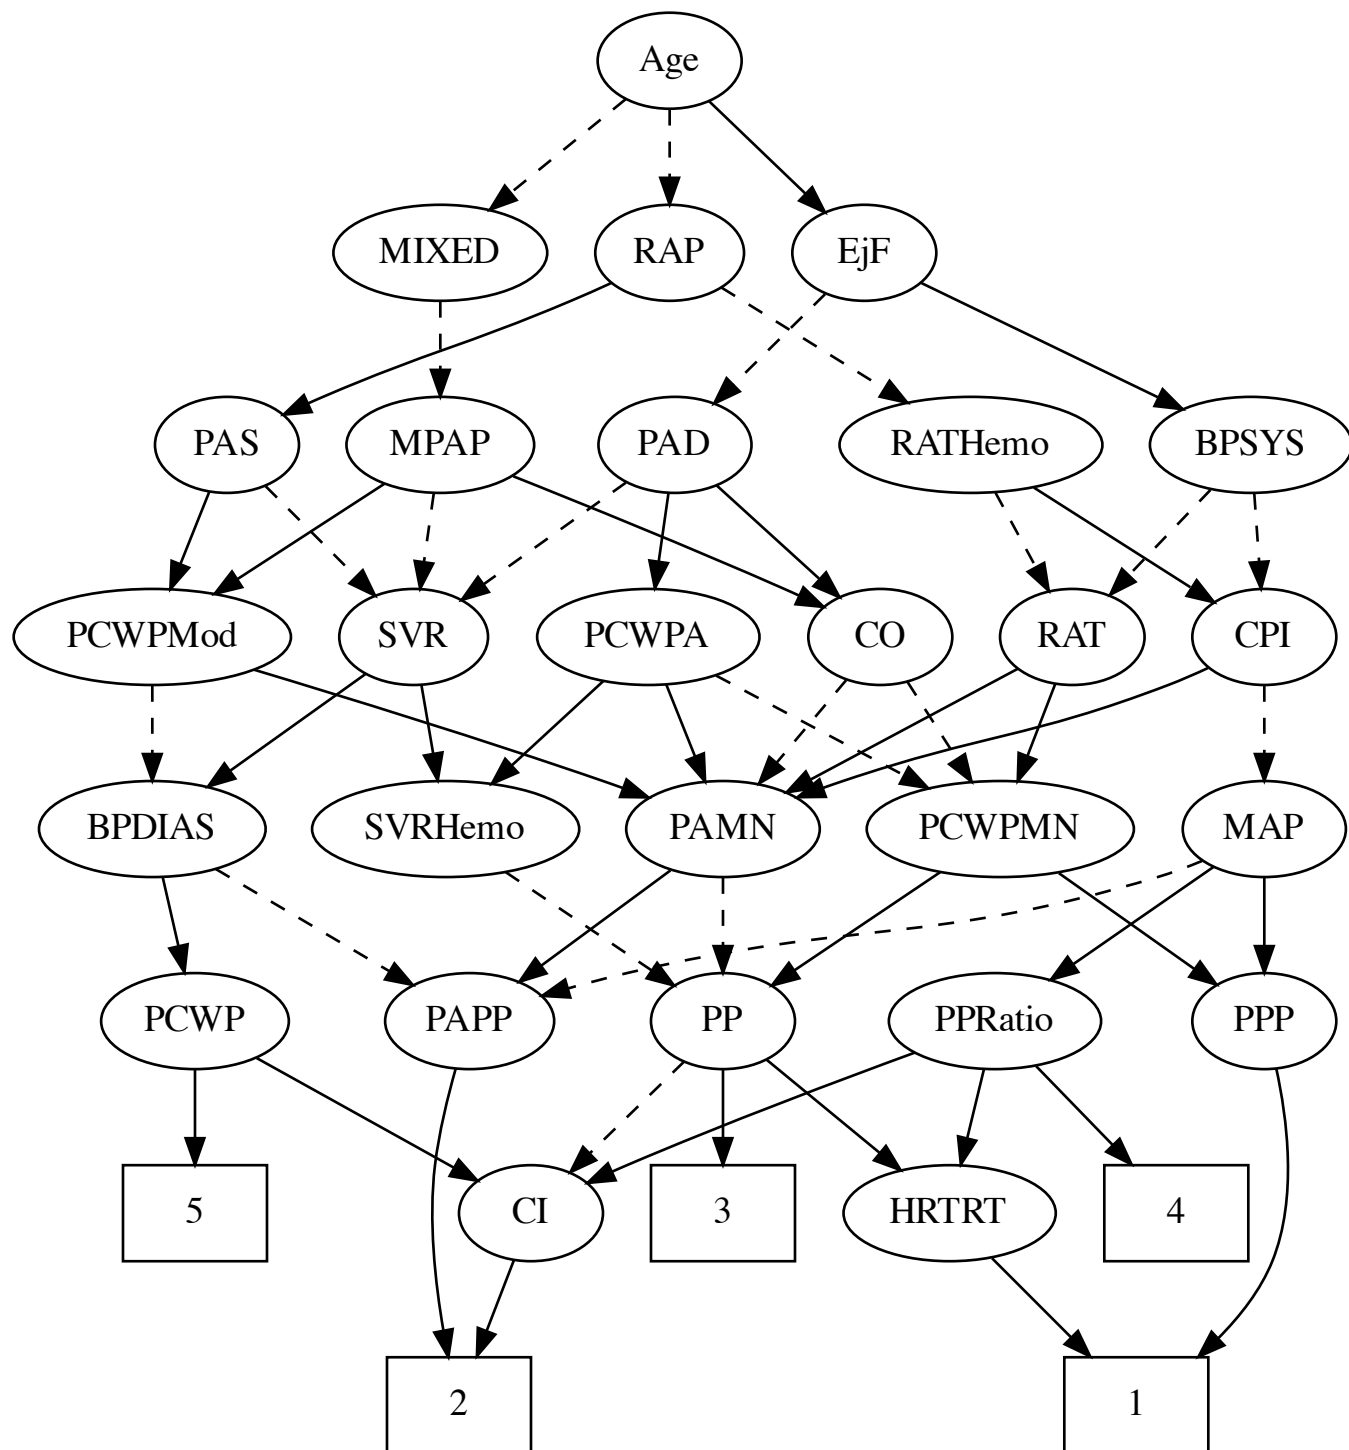 Age
MIXED
RAP
EjF
PAS
MPAP
PAD
RATHemo
BPSYS
PCWPMod
SVR
PCWPA
CO
RAT
CPI
BPDIAS
SVRHemo
PAMN
PCWPMN
MAP
PCWP
PAPP
PP
PPRatio
PPP
5
CI
3
HRTRT
4
2
1